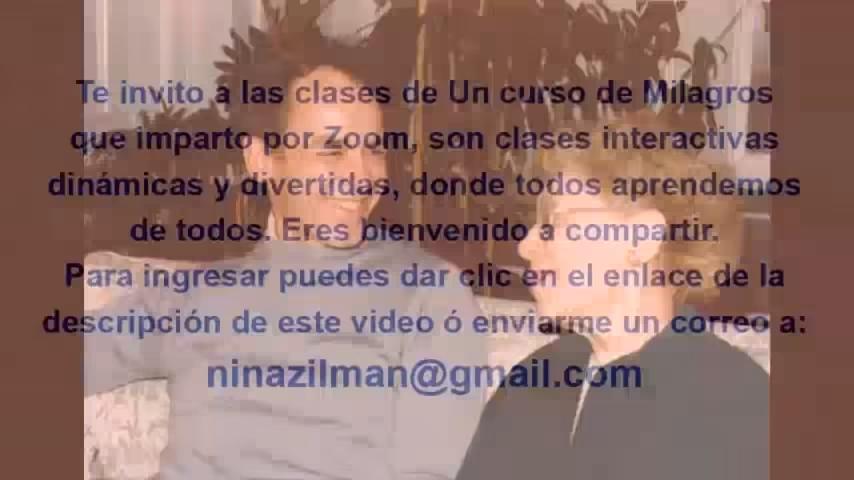 Te invito a las clases de Un curso de Milagros
que imparto por Zoom, son clases interactivas
dinámicas y divertidas, donde todos aprendemos
de todos. Eres bienvenido a compartir.
Para ingresar puedes dar clic en el enlace de la
descripción de este video ó enviarme un correo a:
ninazilman@gmail.com